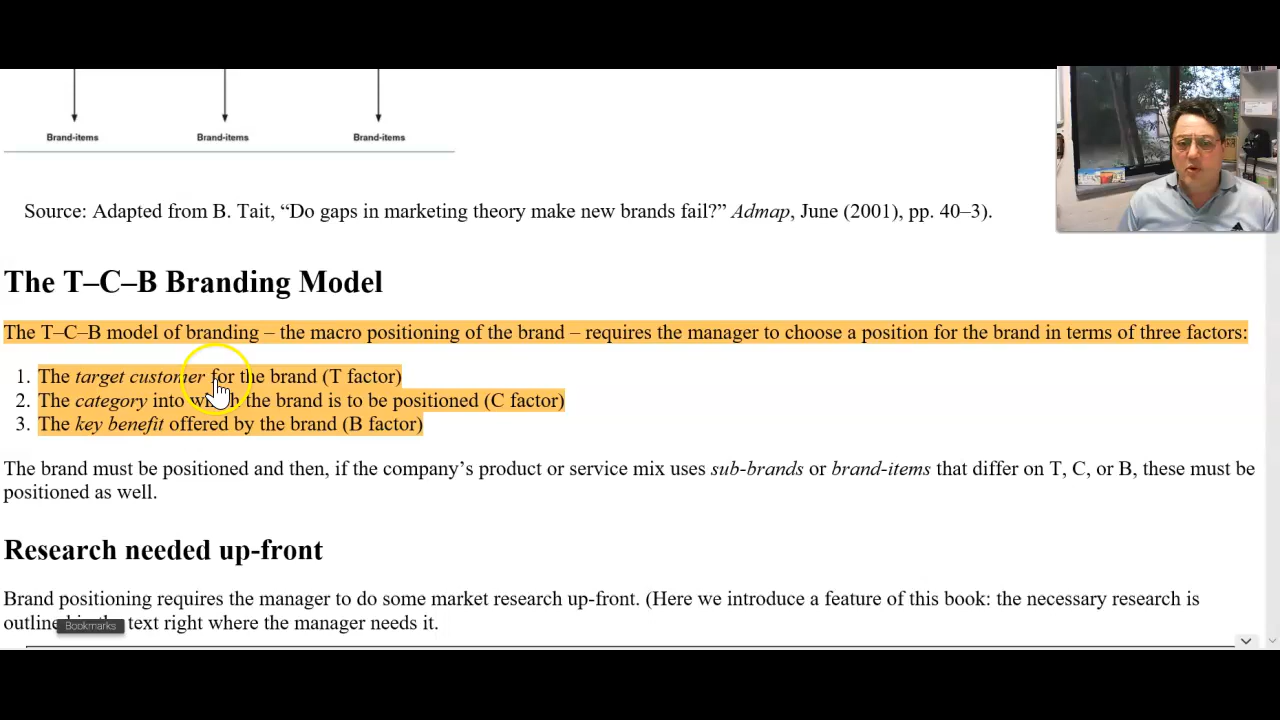 Brand-items Brand-items Brand-items
Source: Adapted from B. Tait, “Do gaps in marketing theory make new brands fail?” Admap, June (2001), pp. 40–3).
The T–C–B Branding Model
The T–C–B model of branding – the macro positioning of the brand – requires the manager to choose a position for the brand in terms of three factors:
1. The target customer for the brand (T factor)
2. The category into which the brand is to be positioned (C factor)
3. The key benefit offered by the brand (B factor)
The brand must be positioned and then, if the company’s product or service mix uses sub-brands or brand-items that differ on T, C, or B, these must be
positioned as well.
Research needed up-front
Brand positioning requires the manager to do some market research up-front. (Here we introduce a feature of this book: the necessary research is
outlined in the text right where the manager needs it.
Bookmarks